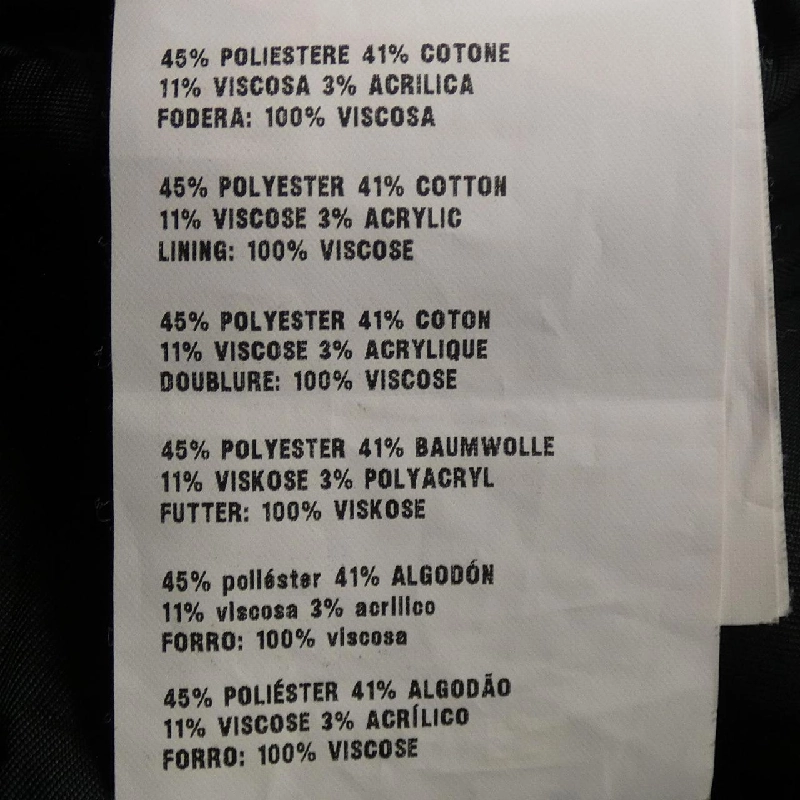 45% POLIESTERE 41% COTONE
11% VISCOSA 3% ACRILICA
FODERA: 100% VISCOSA
45% POLYESTER 41% COTTON
11% VISCOSE 3% ACRYLIC
LINING: 100% VISCOSE
45% POLYESTER 41% COTON
11% VISCOSE 3% ACRYLIQUE
DOUBLURE: 100% VISCOSE
45% POLYESTER 41% BAUMWOLLE
11% VISKOSE 3% POLYACRYL
FUTTER: 100% VISKOSE
45% poliéster 41% ALGODÓN
11% viscosa 3% acrílico
FORRO: 100% viscosa
45% POLIÉSTER 41% ALGODÃO
11% VISCOSE 3% ACRÍLICO
FORRO: 100% VISCOSE